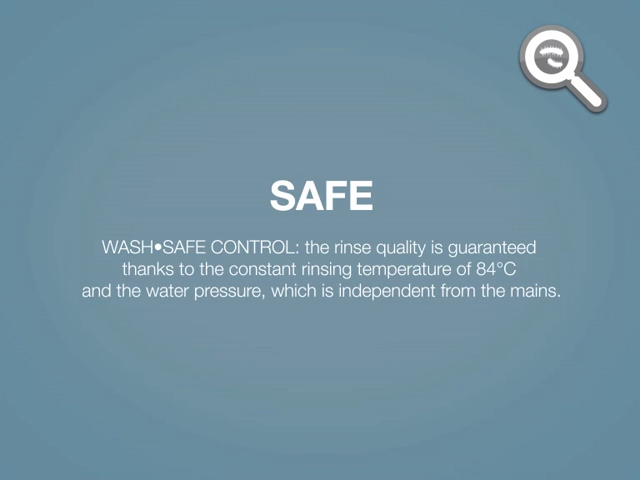 SAFE
WASH•SAFE CONTROL: the rinse quality is guaranteed
thanks to the constant rinsing temperature of 84°C
and the water pressure, which is independent from the mains.